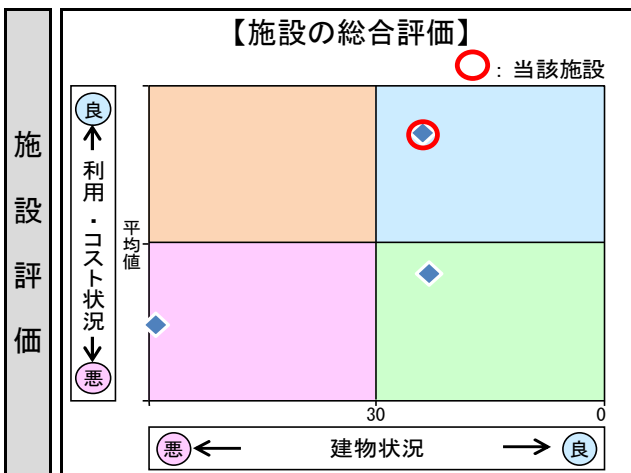 施設評価
【施設の総合評価】
○：当該施設
良
利用・コスト状況
悪
平均値
30
0
悪
建物状況
良